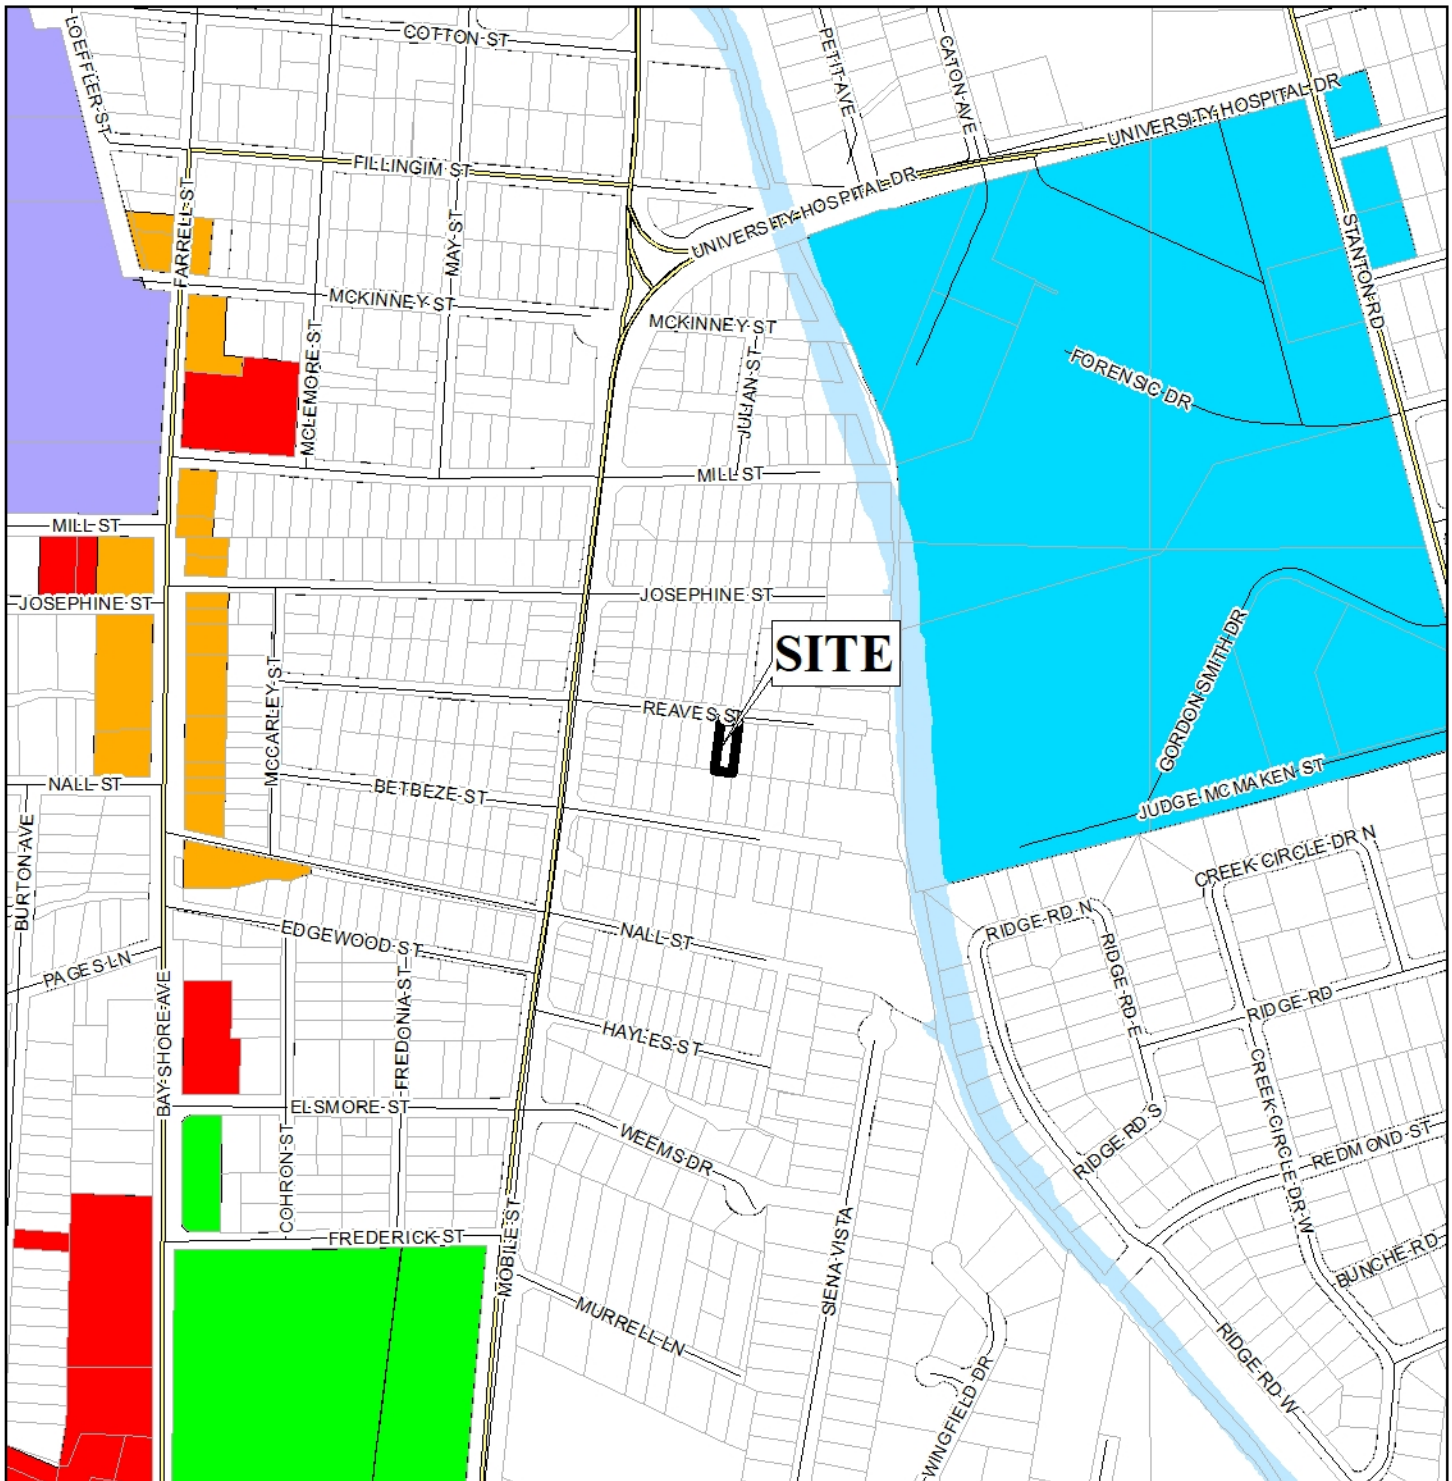 COTTON ST
LOEFFLER ST
PETIT AVE
CATON AVE
UNIVERSITY HOSPITAL DR
FILLINGIM ST
FARRELL ST
MAY ST
UNIVERSITY HOSPITAL DR
STANTON RD
MCKINNEY ST
MCKINNEY ST
MCLEMORE ST
JULIAN ST
FORENSIC DR
MILL ST
MILL ST
JOSEPHINE ST
JOSEPHINE ST
SITE
MCCARLEY ST
REAVES ST
GORDON SMITH DR
NALL ST
BETBEZE ST
JUDGE MCMAKEN ST
BURTON AVE
CREEK CIRCLE DR N
EDGEWOOD ST
NALL ST
RIDGE RD N
PAGES LN
RIDGE RD E
RIDGE RD
BAY SHORE AVE
FREDONIA ST
HAYLES ST
ELSMORE ST
WEEMS DR
RIDGE RD S
CREEK CIRCLE DR W
REDMOND ST
COHRON ST
FREDERICK ST
MOBILE ST
SIENA VISTA
BUNCHE RD
MURRELL LN
WINGFIELD DR
RIDGE RD W